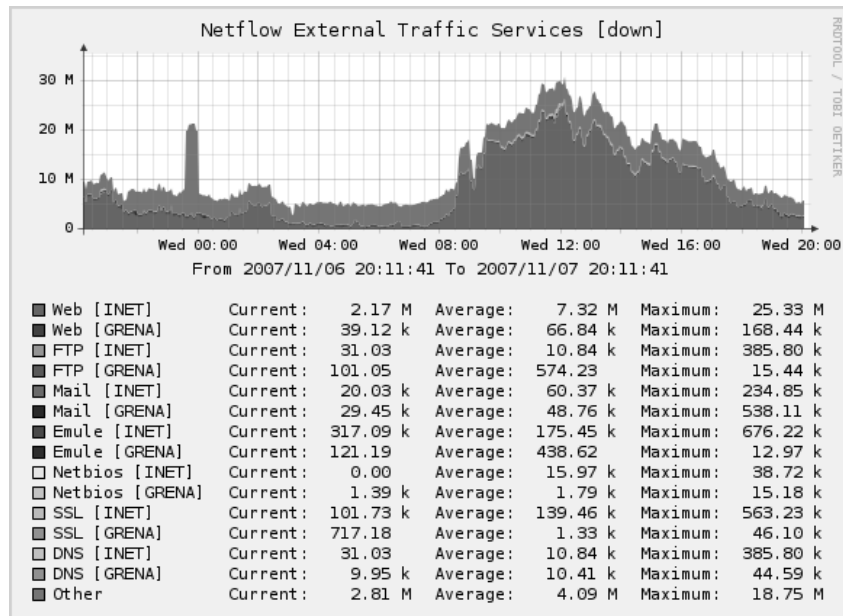 Netflow External Traffic Services [down]
RRDTOOL / TOBI OETIKER
30 M
20 M
10 M
0
Wed 00:00 Wed 04:00 Wed 08:00 Wed 12:00 Wed 16:00 Wed 20:00
From 2007/11/06 20:11:41 To 2007/11/07 20:11:41
Web [INET] Current: 2.17 M Average: 7.32 M Maximum: 25.33 M
Web [GRENA] Current: 39.12 k Average: 66.84 k Maximum: 168.44 k
FTP [INET] Current: 31.03 Average: 10.84 k Maximum: 385.80 k
FTP [GRENA] Current: 101.05 Average: 574.23 Maximum: 15.44 k
Mail [INET] Current: 20.03 k Average: 60.37 k Maximum: 234.85 k
Mail [GRENA] Current: 29.45 k Average: 48.76 k Maximum: 538.11 k
Emule [INET] Current: 317.09 k Average: 175.45 k Maximum: 676.22 k
Emule [GRENA] Current: 121.19 Average: 438.62 Maximum: 12.97 k
Netbios [INET] Current: 0.00 Average: 15.97 k Maximum: 38.72 k
Netbios [GRENA] Current: 1.39 k Average: 1.79 k Maximum: 15.18 k
SSL [INET] Current: 101.73 k Average: 139.46 k Maximum: 563.23 k
SSL [GRENA] Current: 717.18 Average: 1.33 k Maximum: 46.10 k
DNS [INET] Current: 31.03 Average: 10.84 k Maximum: 385.80 k
DNS [GRENA] Current: 9.95 k Average: 10.41 k Maximum: 44.59 k
Other Current: 2.81 M Average: 4.09 M Maximum: 18.75 M